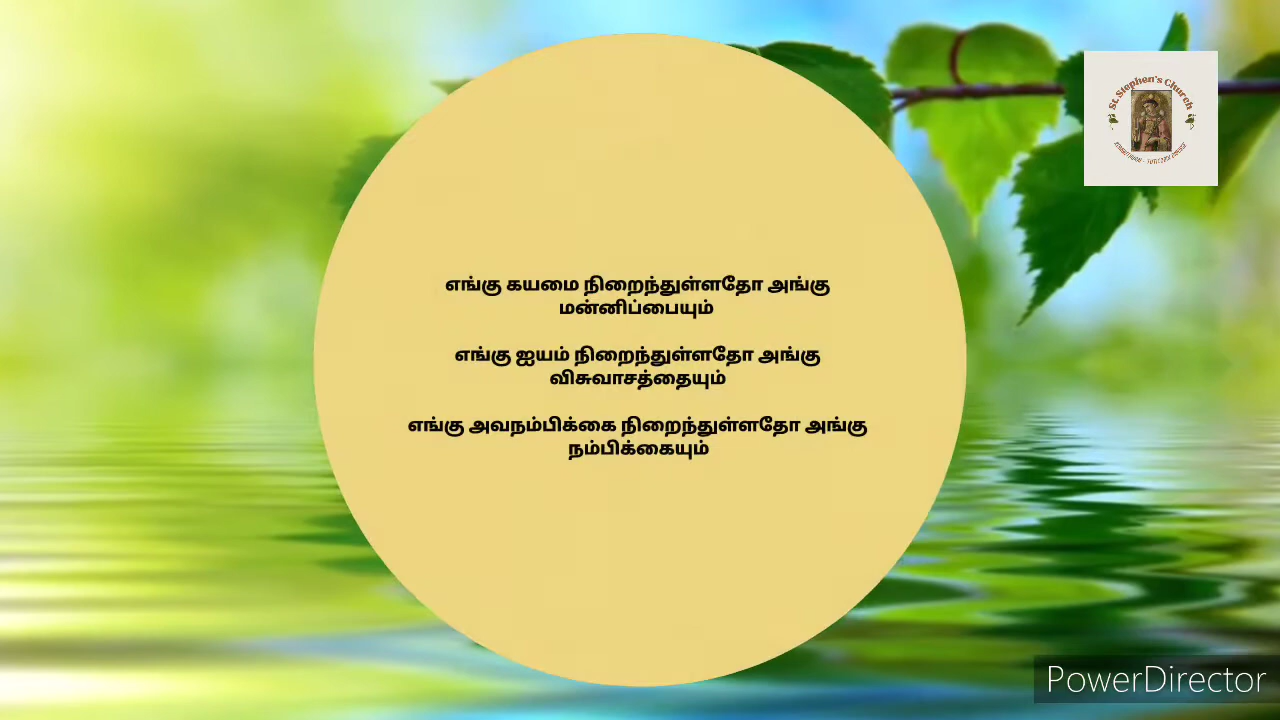 எங்கு கயமை நிறைந்துள்ளதோ அங்கு
மன்னிப்பையும்
எங்கு ஐயம் நிறைந்துள்ளதோ அங்கு
விசுவாசத்தையும்
எங்கு அவநம்பிக்கை நிறைந்துள்ளதோ அங்கு
நம்பிக்கையும்
St. Stephen's Church
PowerDirector